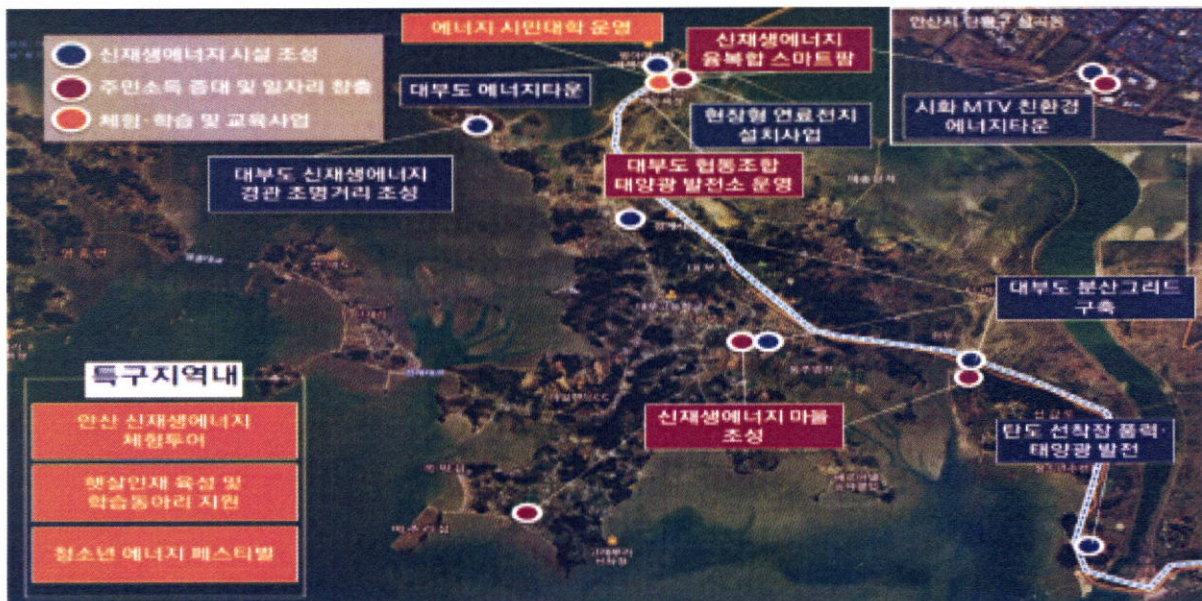 신재생에너지 시설 조성
주민소득 증대 및 일자리 창출
체험·학습 및 교육사업
에너지 시민대학 운영
신재생에너지
융복합 스마트팜
대부도 에너지타운
현장형 연료전지
설치사업
시화 MTV 친환경
에너지타운
대부도 신재생에너지
경관 조명거리 조성
대부도 협동조합
태양광 발전소 운영
대부도 분산그리드
구축
신재생에너지 마을
조성
탄도 선착장 풍력·
태양광 발전
특구지역내
안산 신재생에너지
체험투어
햇살인재 육성 및
학습동아리 지원
청소년 에너지 페스티벌